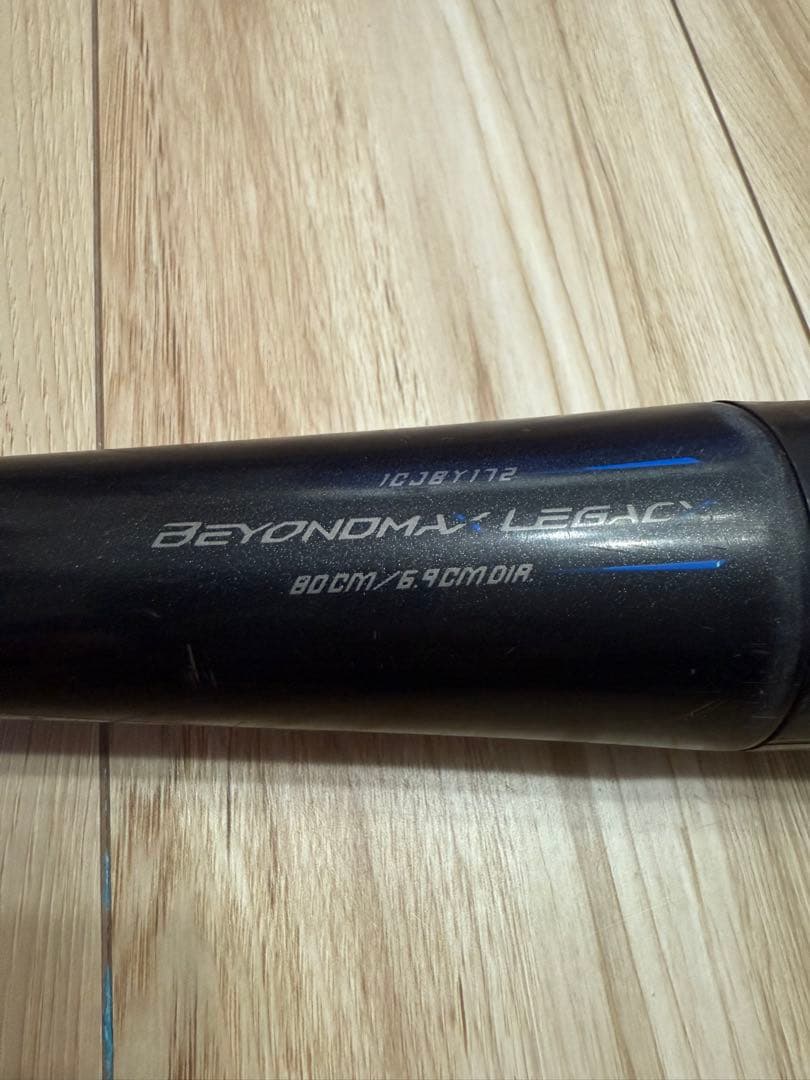 1CJBY172
BEYONDMAX LEGACY
80CM/6.9CM DIA.